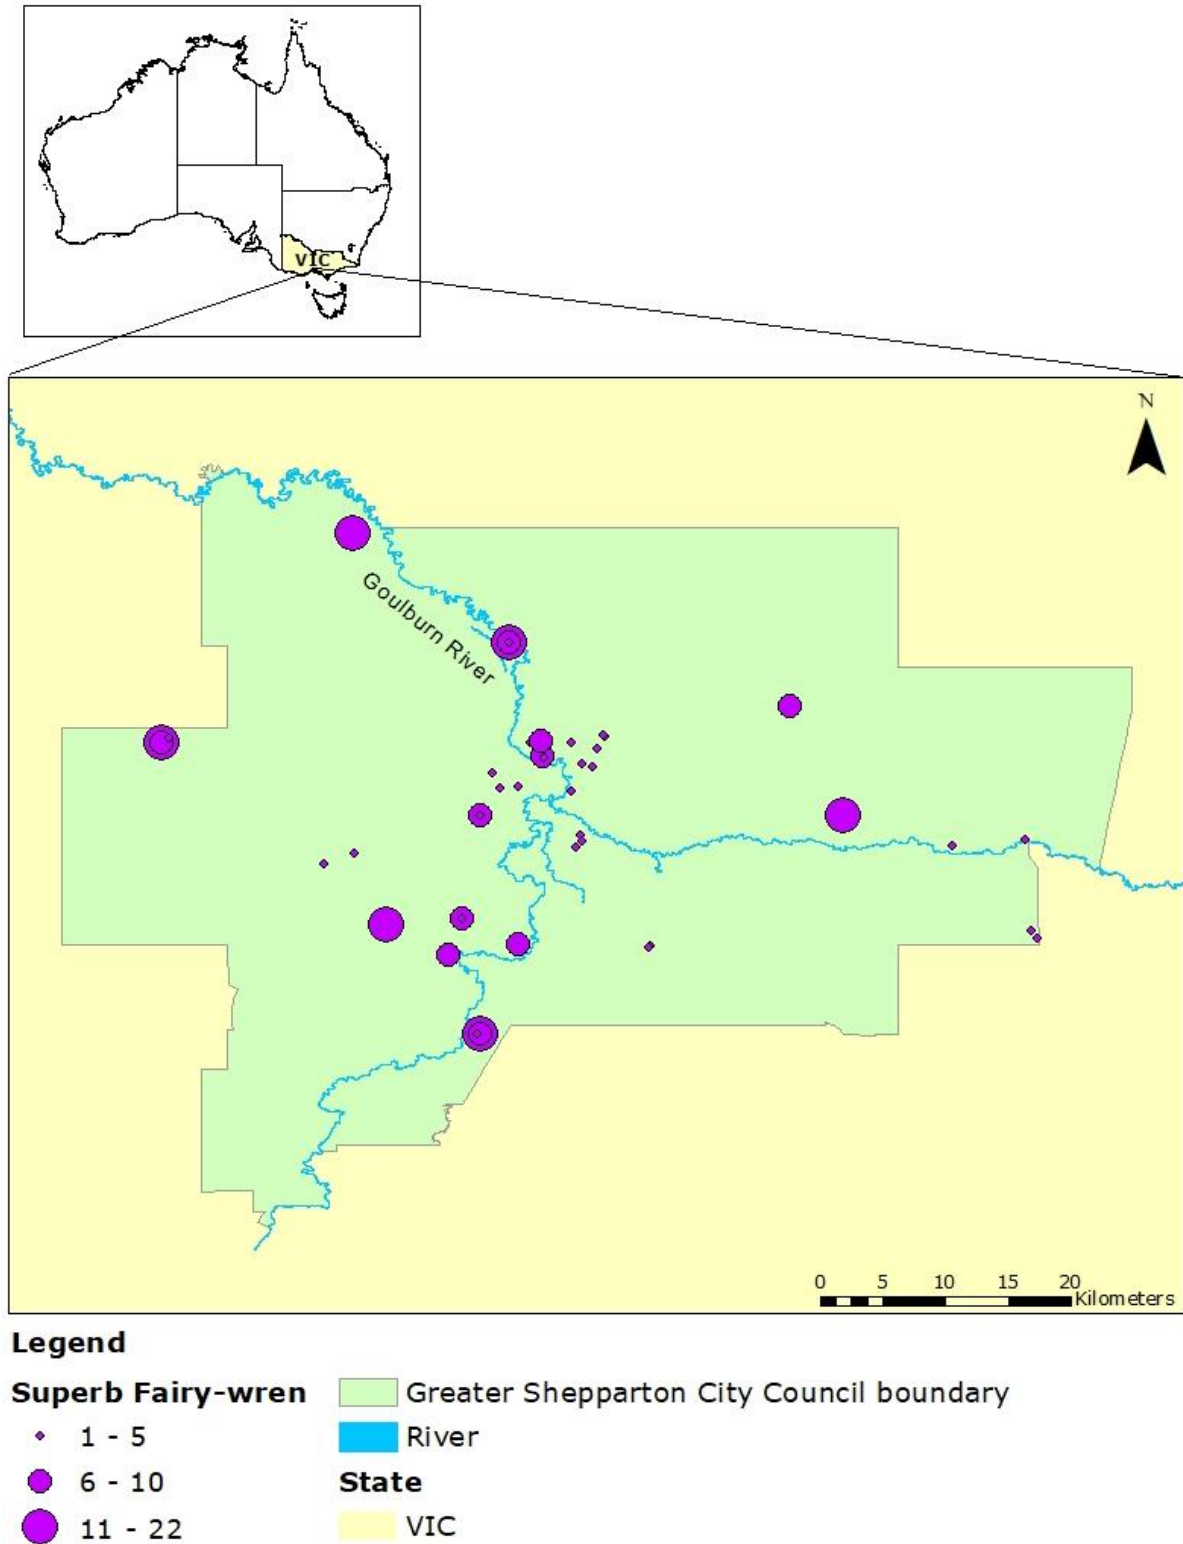 VIC
N
Goulburn River
0 5 10 15 20
Kilometers
Legend
Superb Fairy-wren
1 - 5
6 - 10
11 - 22
Greater Shepparton City Council boundary
River
State
VIC